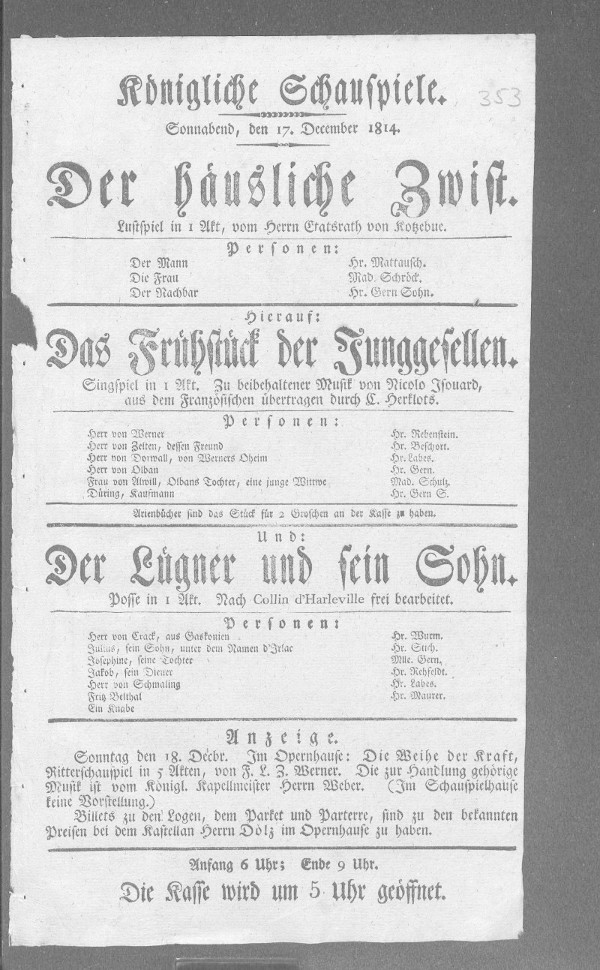 Königliche Schauspiele.
353
Sonnabend, den 17. December 1814.
Der häusliche Zwist.
Lustspiel in 1 Akt, vom Herrn Etatsrath von Kotzebue.
Personen:
Der Mann Hr. Mattausch.
Die Frau Mad. Schröck.
Der Nachbar Hr. Gern Sohn.
Hierauf:
Das Frühstück der Junggesellen.
Singspiel in 1 Akt. Zu beibehaltener Musik von Nicolo Isouard,
aus dem Französischen übertragen durch C. Herklots.
Personen:
Herr von Werner Hr. Rebenstein.
Herr von Zelten, dessen Freund Hr. Beschort.
Herr von Dorwall, von Werners Oheim Hr. Labes.
Herr von Olban Hr. Gern.
Frau von Alwill, Olbans Tochter, eine junge Wittwe Mad. Schulz.
Düring, Kaufmann Hr. Gern S.
Arienbücher sind das Stück für 2 Groschen an der Kasse zu haben.
Und:
Der Lügner und sein Sohn.
Posse in 1 Akt. Nach Collin d'Harleville frei bearbeitet.
Personen:
Herr von Crack, aus Gaskonien Hr. Wurm.
Julius, sein Sohn, unter dem Namen d'Irlac Hr. Stich.
Josephine, seine Tochter Mlle. Gern.
Jakob, sein Diener Hr. Rehfeldt.
Herr von Schmaling Hr. Labes.
Fritz Velthal Hr. Maurer.
Ein Knabe
Anzeige.
Sonntag den 18. Decbr. Im Opernhause: Die Weihe der Kraft,
Ritterschauspiel in 5 Akten, von F. L. Z. Werner. Die zur Handlung gehörige
Musik ist vom Königl. Kapellmeister Herrn Weber. (Im Schauspielhause
keine Vorstellung.)
Billets zu den Logen, dem Parket und Parterre, sind zu den bekannten
Preisen bei dem Kastellan Herrn Dölz im Opernhause zu haben.
Anfang 6 Uhr; Ende 9 Uhr.
Die Kasse wird um 5 Uhr geöffnet.